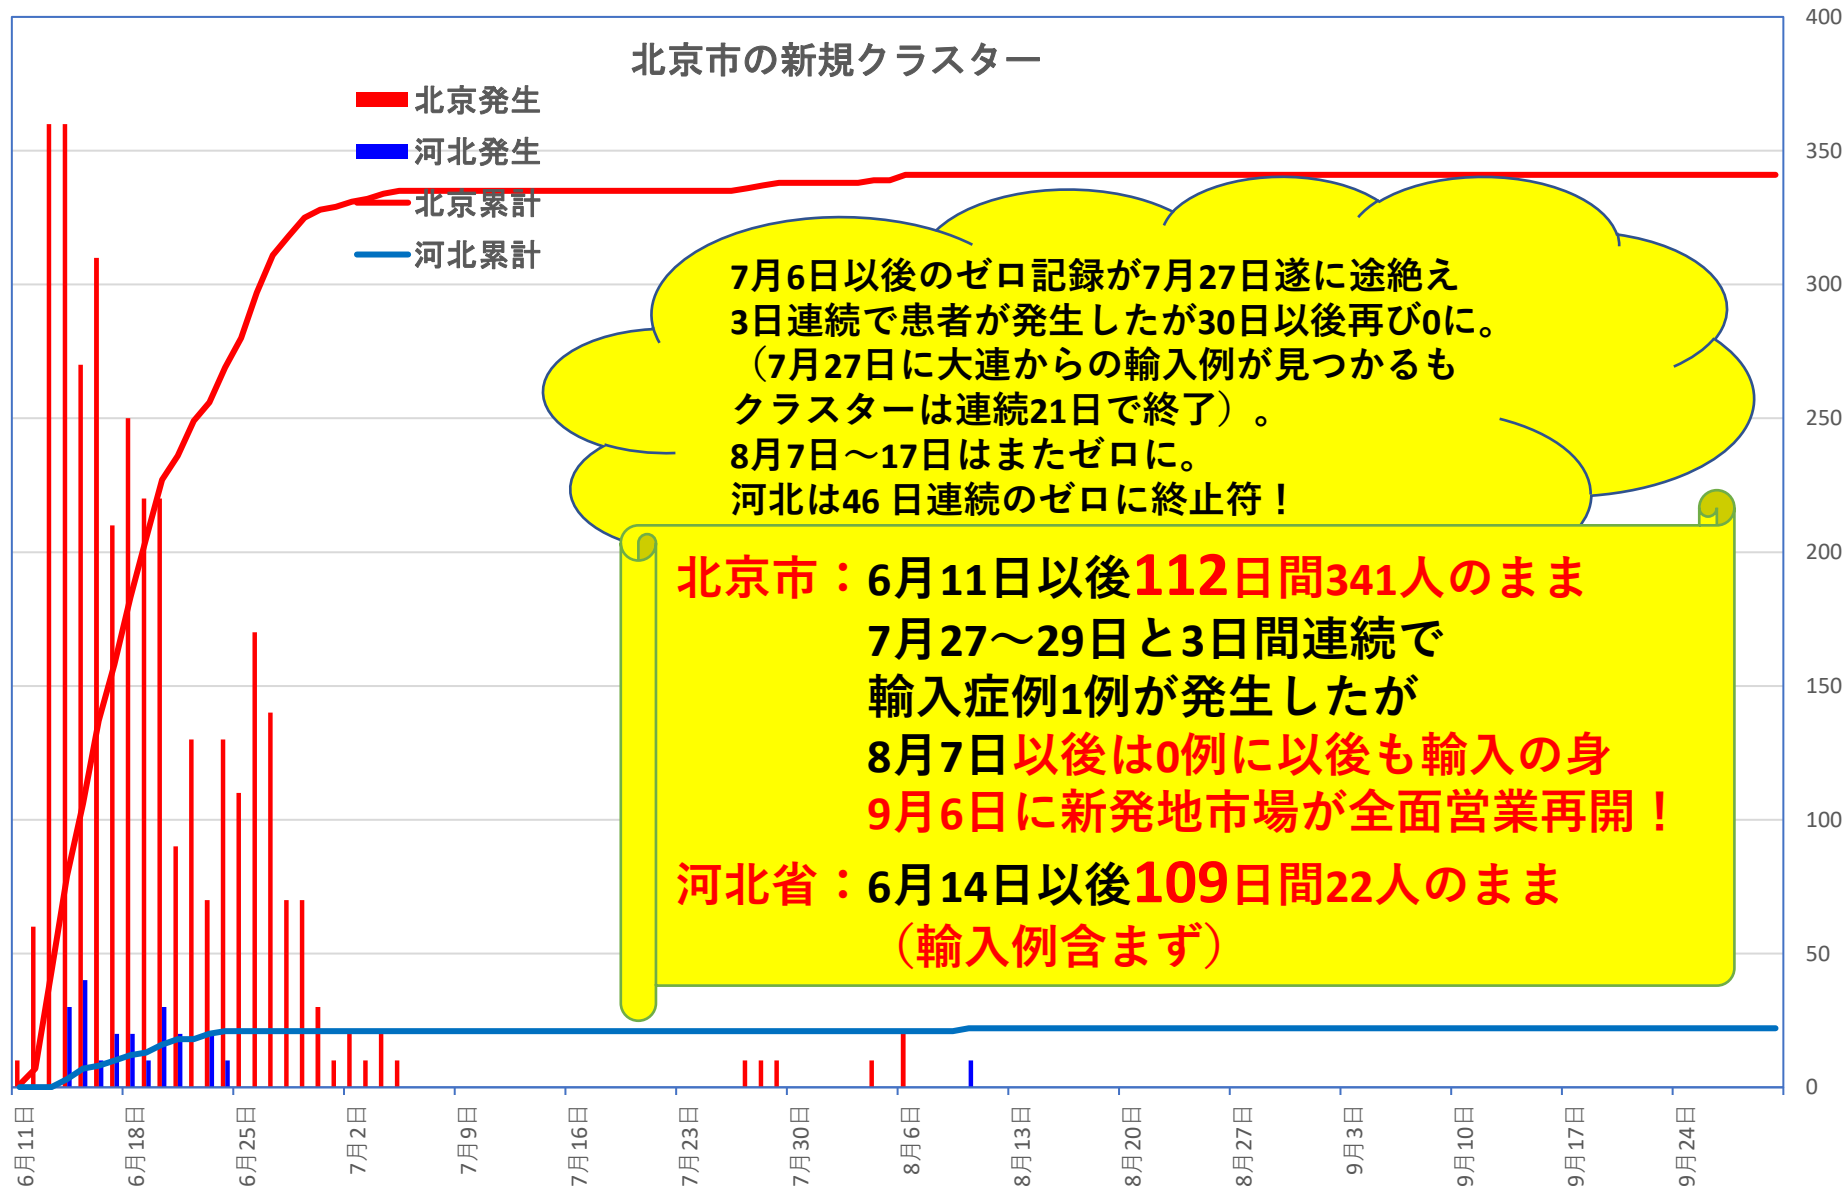 北京市の新規クラスター
北京発生
河北発生
北京累計
河北累計
7月6日以後のゼロ記録が7月27日遂に途絶え
3日連続で患者が発生したが30日以後再び0に。
（7月27日に大連からの輸入例が見つかるも
クラスターは連続21日で終了）。
8月7日～17日はまたゼロに。
河北は46 日連続のゼロに終止符！
北京市：6月11日以後112日間341人のまま
7月27～29日と3日間連続で
輸入症例1例が発生したが
8月7日以後は0例に以後も輸入の身
9月6日に新発地市場が全面営業再開！
河北省：6月14日以後109日間22人のまま
（輸入例含まず）
400
350
300
250
200
150
100
50
0
6月11日
6月18日
6月25日
7月2日
7月9日
7月16日
7月23日
7月30日
8月6日
8月13日
8月20日
8月27日
9月3日
9月10日
9月17日
9月24日